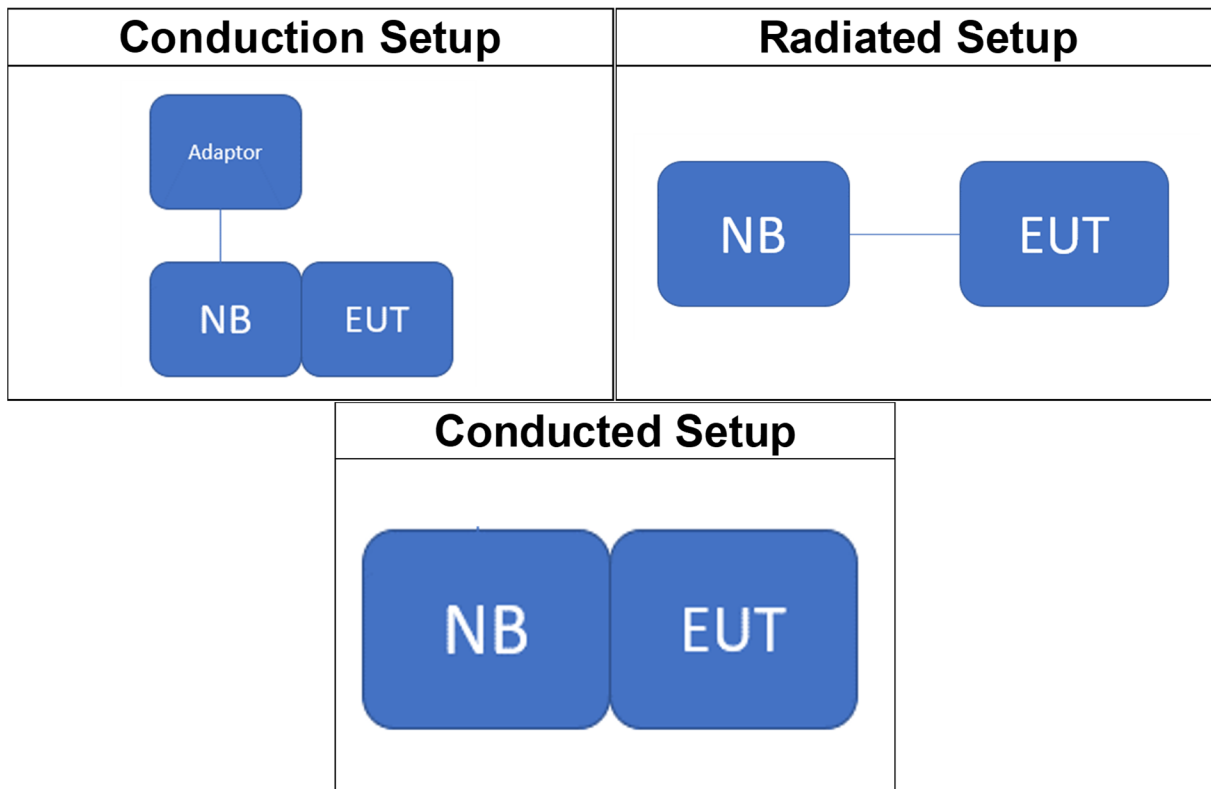 Conduction Setup
Adaptor
NB
EUT
Radiated Setup
NB
EUT
Conducted Setup
NB
EUT